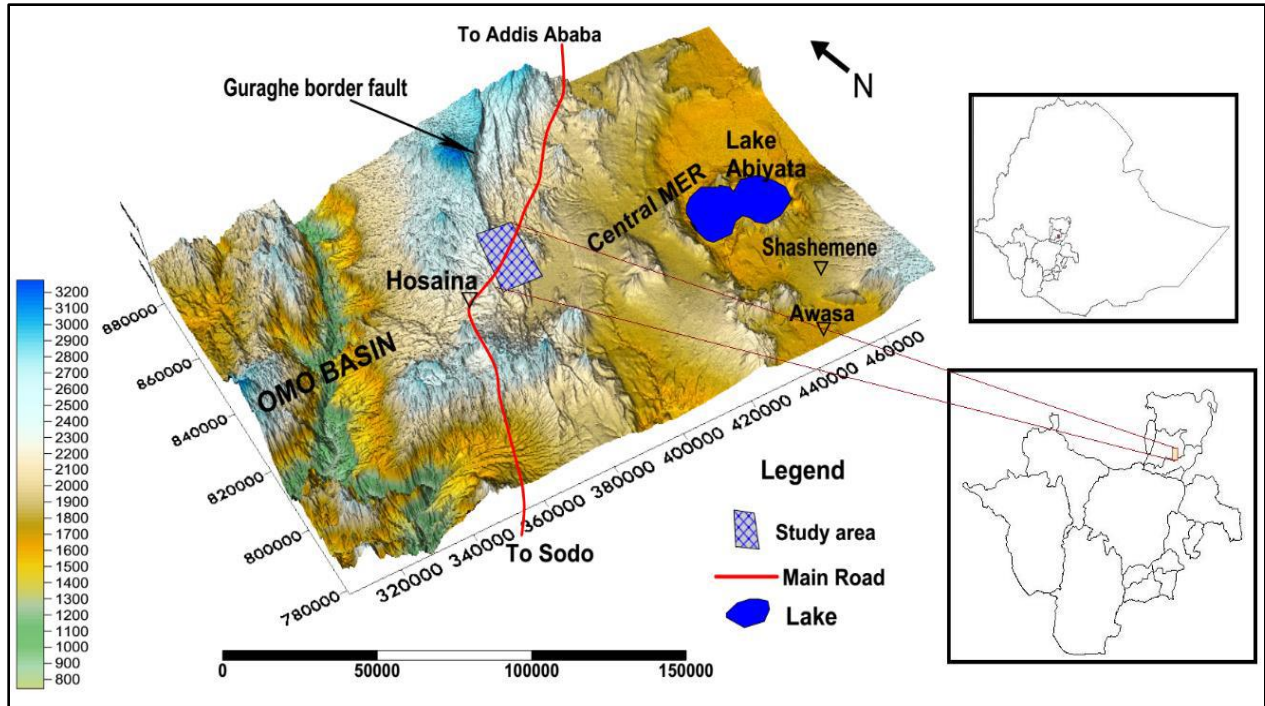 To Addis Ababa
N
Guraghe border fault
Lake
Abiyata
Central MER
Shashemene
Hosaina
Awasa
OMO BASIN
3200
3100
3000
2900
2800
2700
2600
2500
2400
2300
2200
2100
2000
1900
1800
1700
1600
1500
1400
1300
1200
1100
1000
900
800
880000
860000
840000
820000
800000
780000
320000
340000
360000
380000
400000
420000
440000
460000
To Sodo
Legend
Study area
Main Road
Lake
0 50000 100000 150000